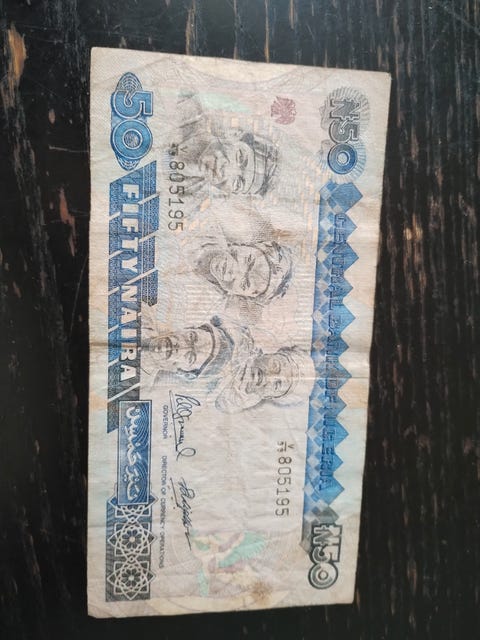 ₦50
CENTRAL BANK OF NIGERIA
₦50
805195
805195
GOVERNOR
DIRECTOR OF CURRENCY OPERATIONS
50
FIFTY NAIRA